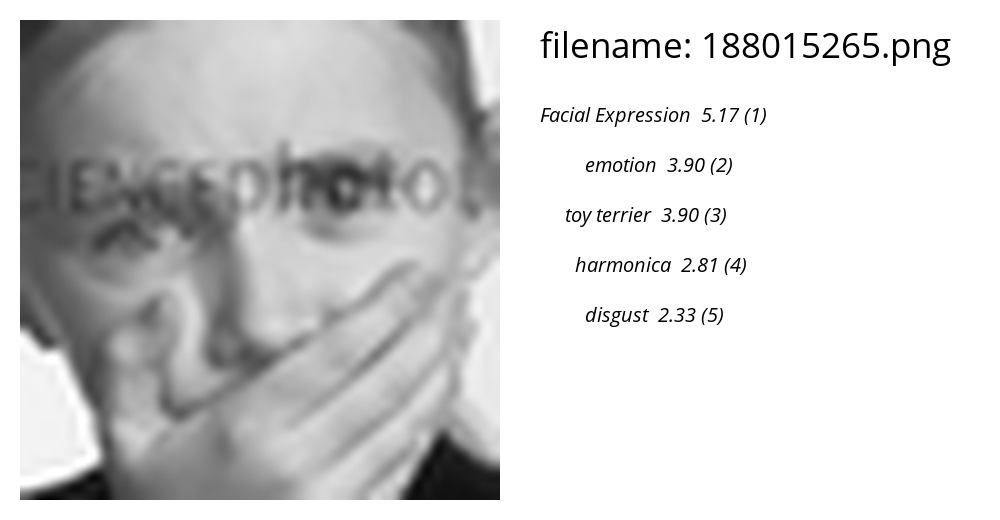 CIENCEphoto
filename: 188015265.png
Facial Expression 5.17 (1)
emotion 3.90 (2)
toy terrier 3.90 (3)
harmonica 2.81 (4)
disgust 2.33 (5)